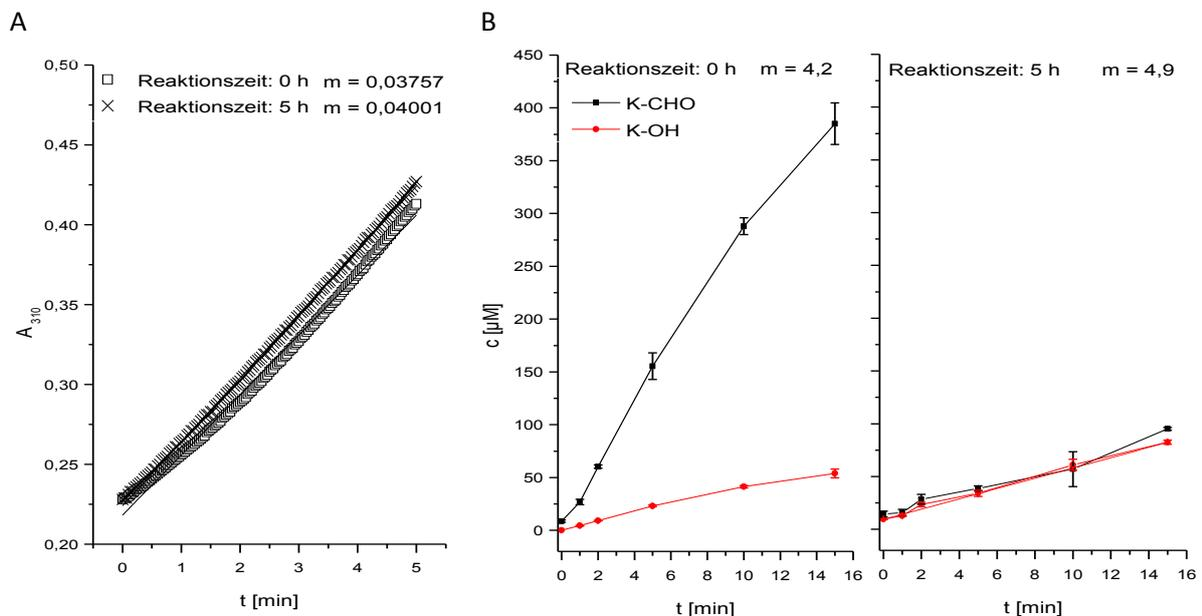 A
0,50
0,45
0,40
0,35
0,30
0,25
0,20
A310
Reaktionszeit: 0 h m = 0,03757
Reaktionszeit: 5 h m = 0,04001
0 1 2 3 4 5
t [min]
B
450
400
350
300
250
200
150
100
50
0
c [µM]
Reaktionszeit: 0 h m = 4,2
K-CHO
K-OH
0 2 4 6 8 10 12 14 16
t [min]
Reaktionszeit: 5 h m = 4,9
0 2 4 6 8 10 12 14 16
t [min]